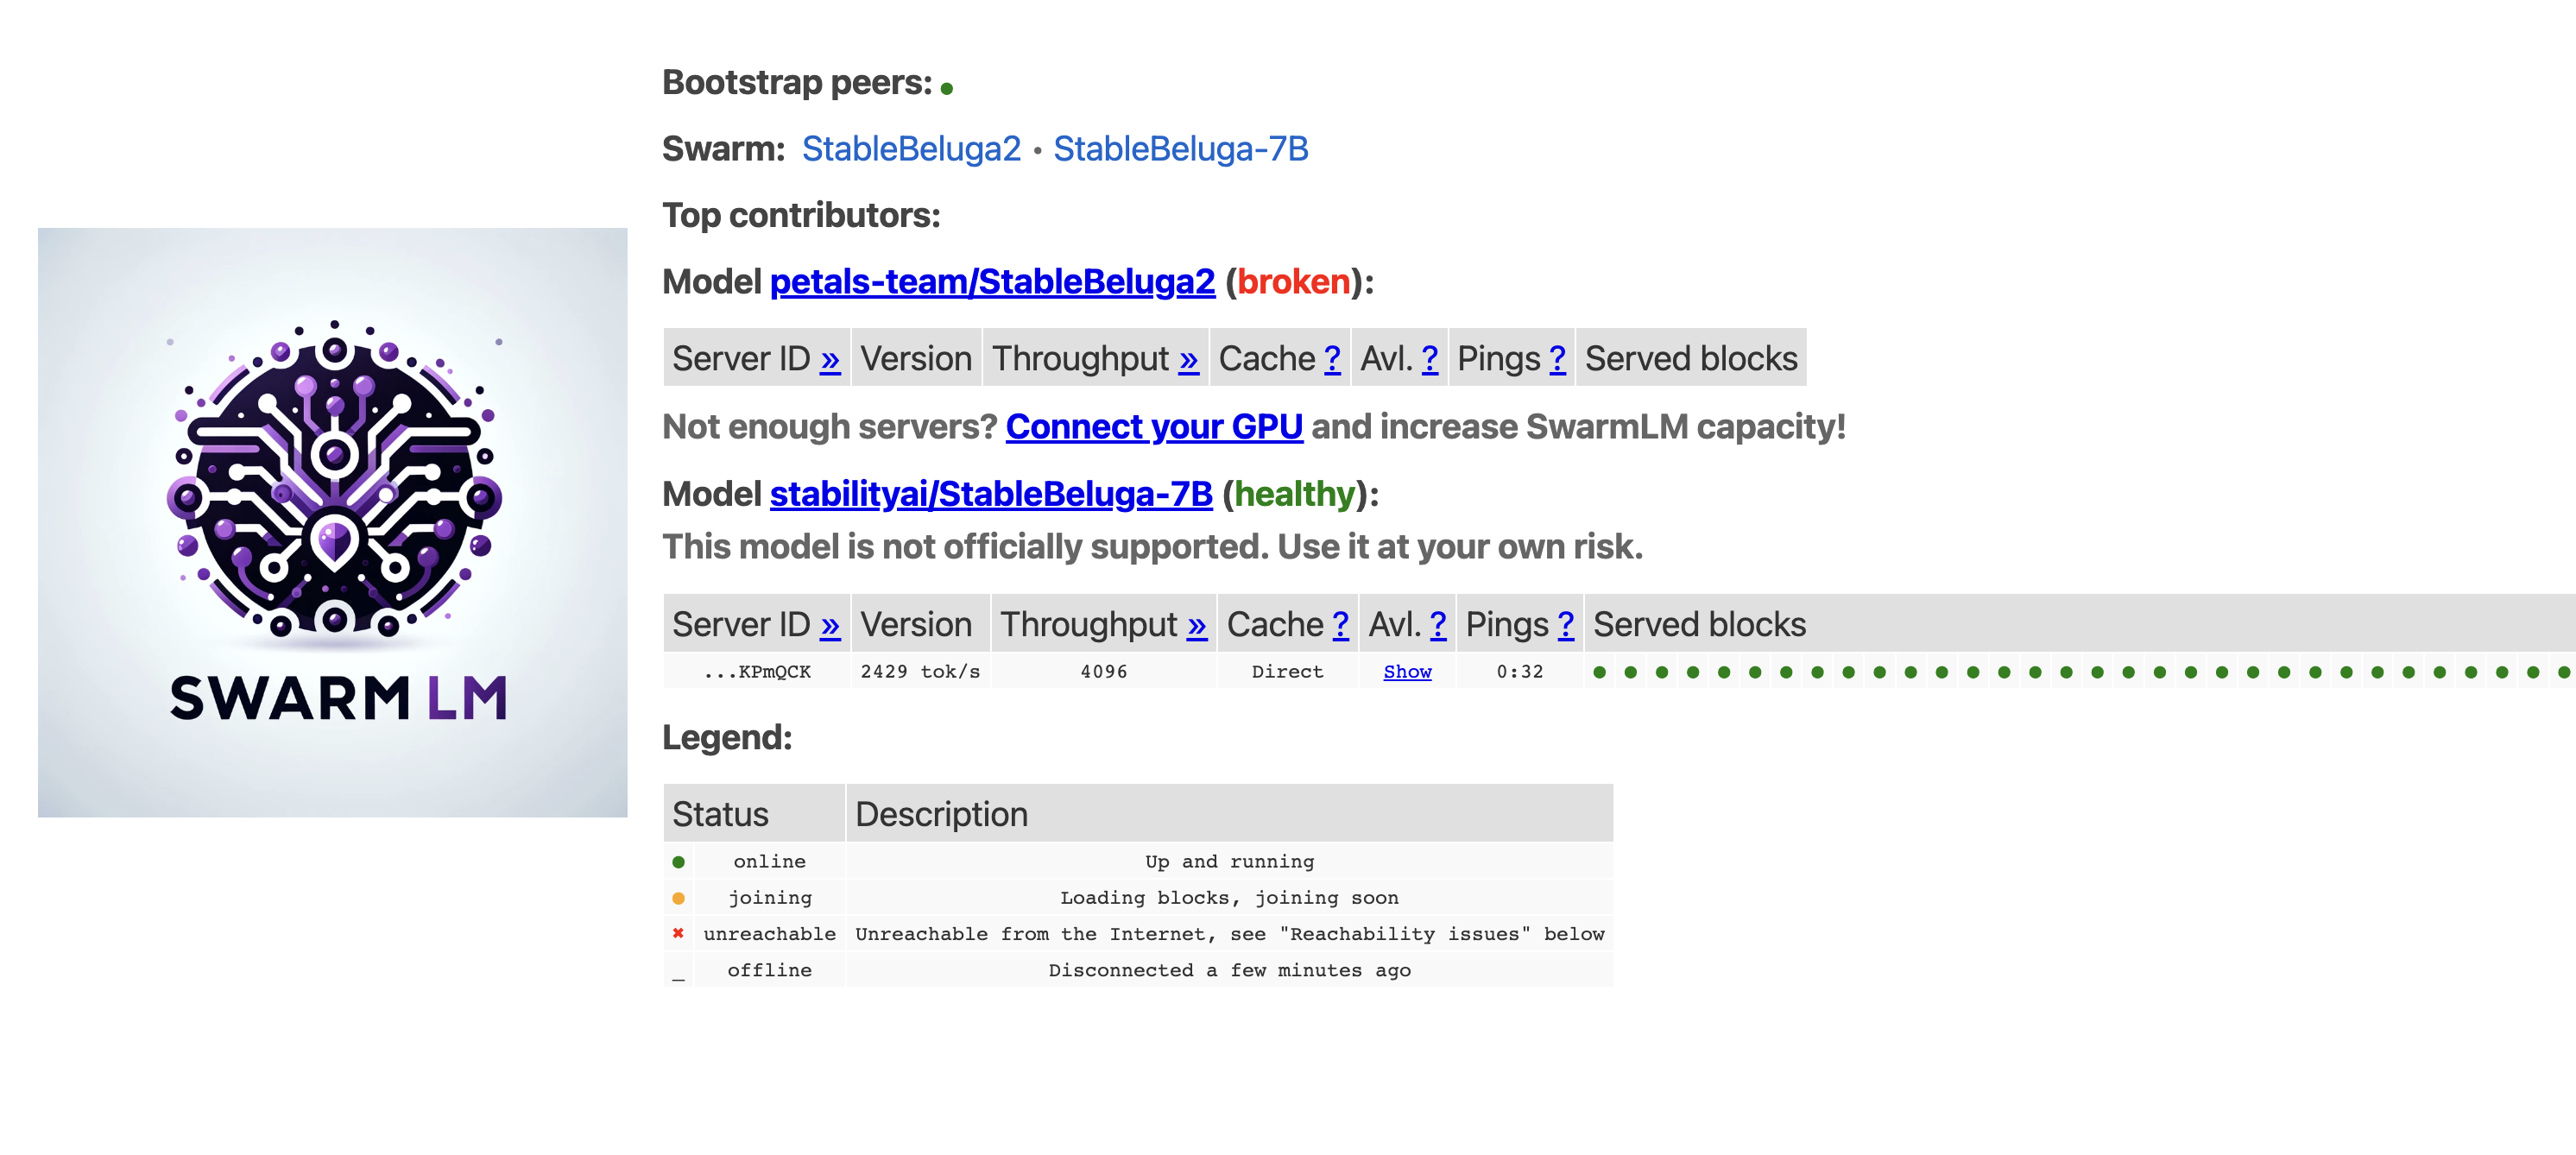 SWARM LM
Bootstrap peers:
Swarm: StableBeluga2 • StableBeluga-7B
Top contributors:
Model petals-team/StableBeluga2 (broken):
Server ID » Version Throughput » Cache ? Avl. ? Pings ? Served blocks
Not enough servers? Connect your GPU and increase SwarmLM capacity!
Model stabilityai/StableBeluga-7B (healthy):
This model is not officially supported. Use it at your own risk.
Server ID » Version Throughput » Cache ? Avl. ? Pings ? Served blocks
...KPmQCK 2429 tok/s 4096 Direct Show 0:32
Legend:
Status Description
online Up and running
joining Loading blocks, joining soon
unreachable Unreachable from the Internet, see "Reachability issues" below
_ offline Disconnected a few minutes ago